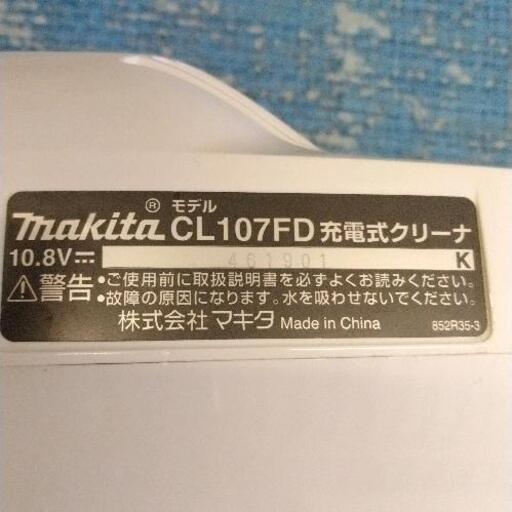 makita® モデル CL107FD 充電式クリーナ
10.8V⎓ 461901 K
⚠警告 •ご使用前に取扱説明書を必ずよくお読みください。
•故障の原因になります。水を吸わせないでください。
株式会社 マキタ Made in China 852R35-3